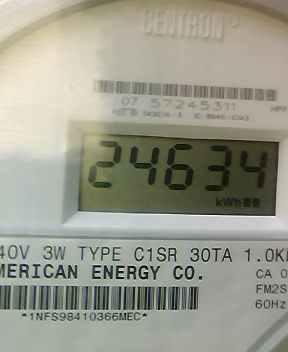 CENTRON
07 57245311
24634
kWh
40V 3W TYPE C1SR 30TA 1.0K
MERICAN ENERGY CO.
CA 0
FM2S
60Hz
*1NFS98410366MEC*